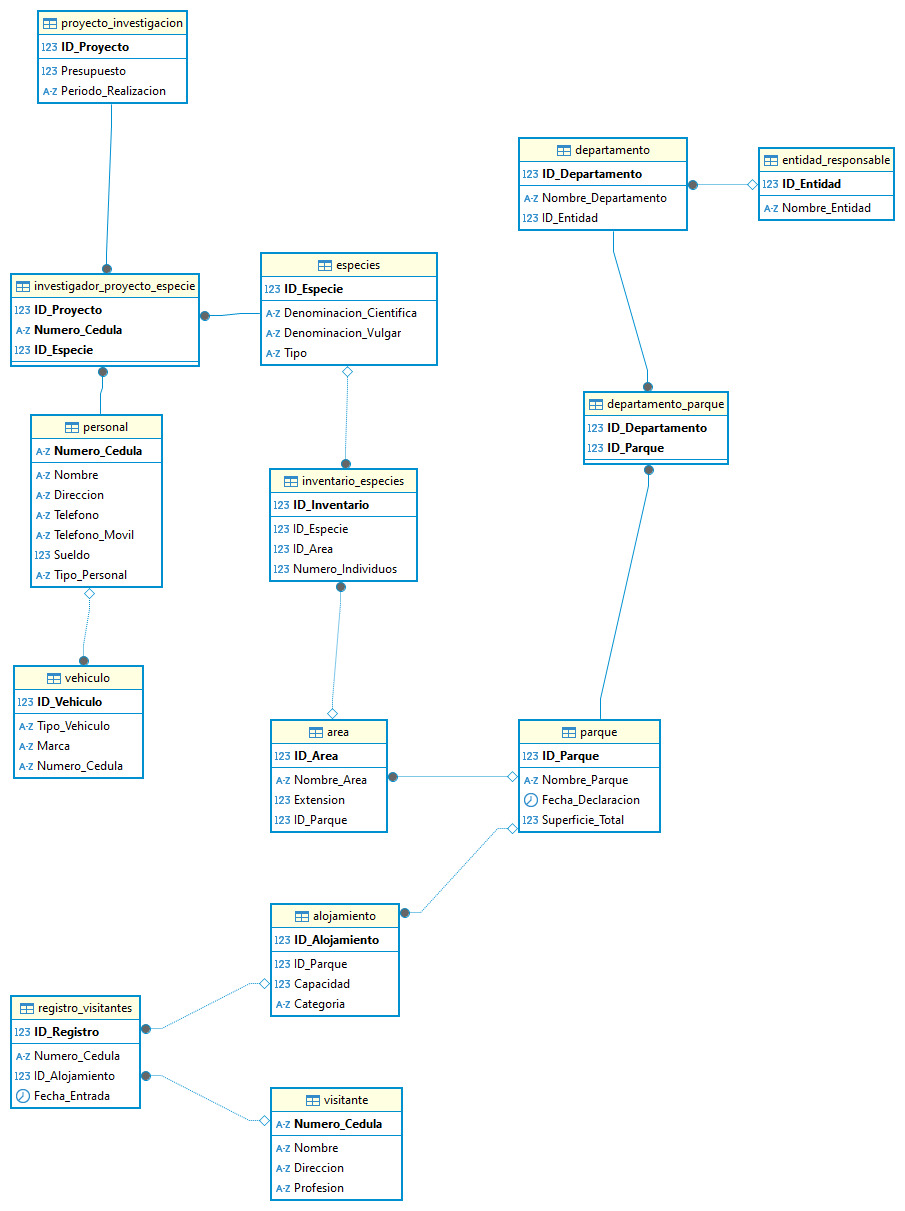 proyecto_investigacion
123 ID_Proyecto
123 Presupuesto
A-Z Periodo_Realizacion
departamento
123 ID_Departamento
A-Z Nombre_Departamento
123 ID_Entidad
entidad_responsable
123 ID_Entidad
A-Z Nombre_Entidad
investigador_proyecto_especie
123 ID_Proyecto
A-Z Numero_Cedula
123 ID_Especie
especies
123 ID_Especie
A-Z Denominacion_Cientifica
A-Z Denominacion_Vulgar
A-Z Tipo
departamento_parque
123 ID_Departamento
123 ID_Parque
personal
A-Z Numero_Cedula
A-Z Nombre
A-Z Direccion
A-Z Telefono
A-Z Telefono_Movil
123 Sueldo
A-Z Tipo_Personal
inventario_especies
123 ID_Inventario
123 ID_Especie
123 ID_Area
123 Numero_Individuos
vehiculo
123 ID_Vehiculo
A-Z Tipo_Vehiculo
A-Z Marca
A-Z Numero_Cedula
area
123 ID_Area
A-Z Nombre_Area
123 Extension
123 ID_Parque
parque
123 ID_Parque
A-Z Nombre_Parque
Fecha_Declaracion
123 Superficie_Total
alojamiento
123 ID_Alojamiento
123 ID_Parque
123 Capacidad
A-Z Categoria
registro_visitantes
123 ID_Registro
A-Z Numero_Cedula
123 ID_Alojamiento
Fecha_Entrada
visitante
A-Z Numero_Cedula
A-Z Nombre
A-Z Direccion
A-Z Profesion